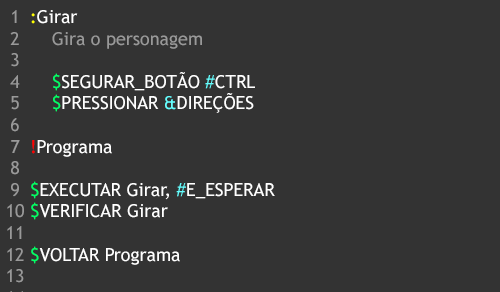 1 :Girar
2 Gira o personagem
3
4 $SEGURAR_BOTÃO #CTRL
5 $PRESSIONAR &DIREÇÕES
6
7 !Programa
8
9 $EXECUTAR Girar, #E_ESPERAR
10 $VERIFICAR Girar
11
12 $VOLTAR Programa
13